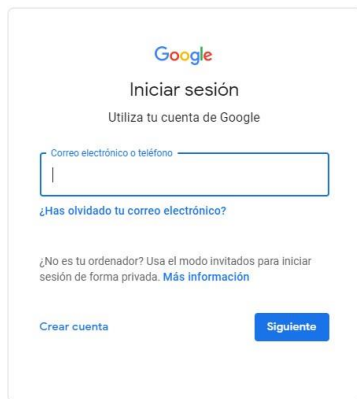 Google
Iniciar sesión
Utiliza tu cuenta de Google
Correo electrónico o teléfono
¿Has olvidado tu correo electrónico?
¿No es tu ordenador? Usa el modo invitados para iniciar
sesión de forma privada. Más información
Crear cuenta
Siguiente